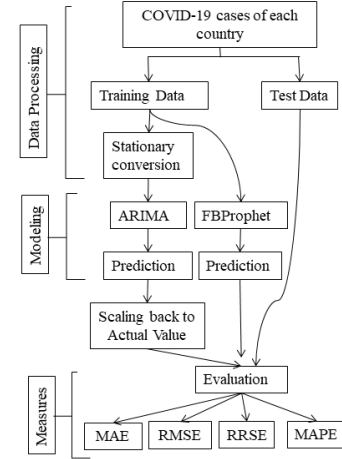 COVID-19 cases of each
country
Data Processing
Training Data
Test Data
Stationary
conversion
Modeling
ARIMA
FBProphet
Prediction
Prediction
Scaling back to
Actual Value
Evaluation
Measures
MAE
RMSE
RRSE
MAPE